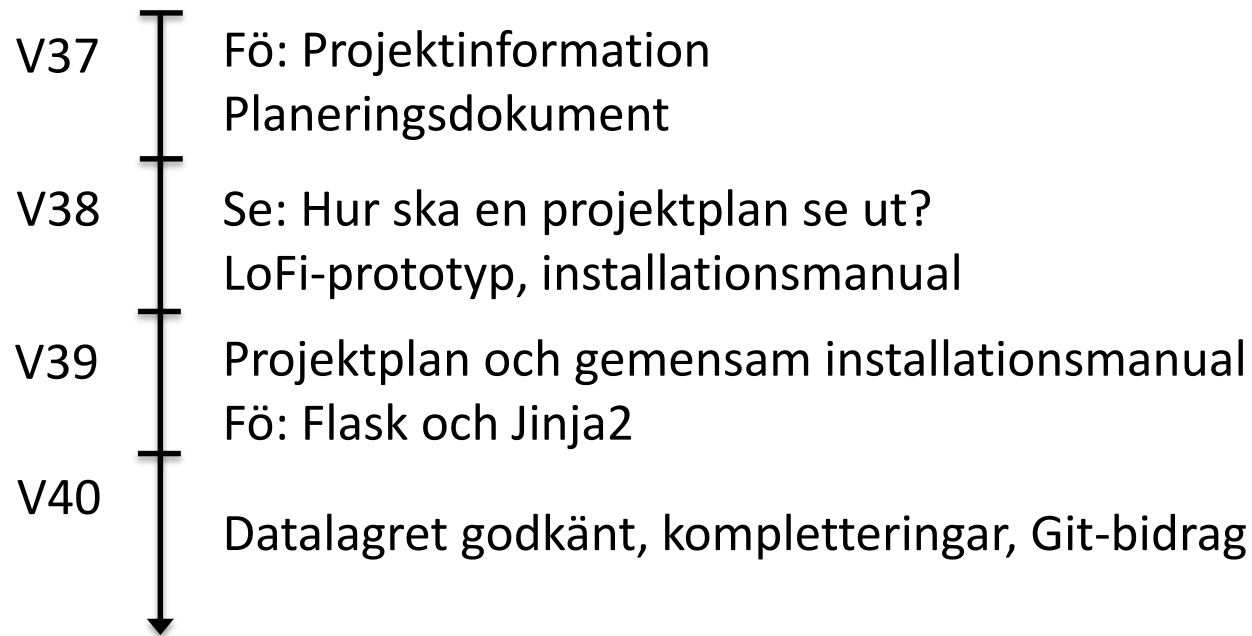 V37
Fö: Projektinformation
Planeringsdokument
V38
Se: Hur ska en projektplan se ut?
LoFi-prototyp, installationsmanual
V39
Projektplan och gemensam installationsmanual
Fö: Flask och Jinja2
V40
Datalagret godkänt, kompletteringar, Git-bidrag